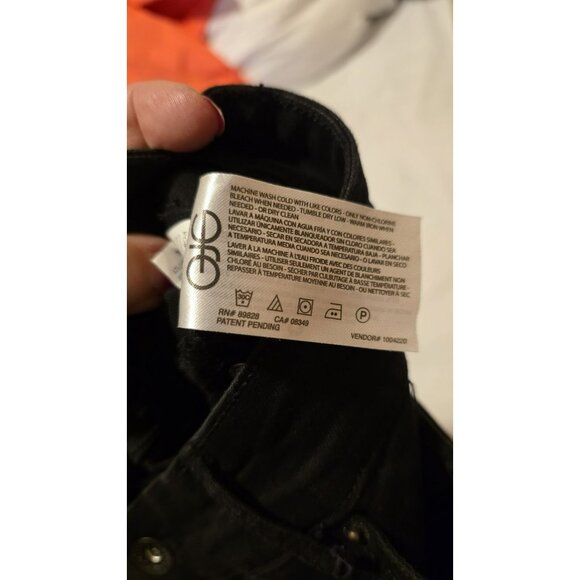 MACHINE WASH COLD WITH LIKE COLORS - ONLY NON-CHLORINE
BLEACH WHEN NEEDED - TUMBLE DRY LOW - WARM IRON WHEN
NEEDED - OR DRY CLEAN
LAVAR A MÁQUINA CON AGUA FRÍA Y CON COLORES SIMILARES -
UTILIZAR ÚNICAMENTE BLANQUEADOR SIN CLORO CUANDO SEA
NECESARIO - SECAR EN SECADORA A TEMPERATURA BAJA - PLANCHAR
A TEMPERATURA MEDIA CUANDO SEA NECESARIO - O LAVAR EN SECO
LAVER À LA MACHINE À L'EAU FROIDE AVEC DES COULEURS
SIMILAIRES - UTILISER SEULEMENT UN AGENT DE BLANCHIMENT NON
CHLORÉ AU BESOIN - SÉCHER PAR CULBUTAGE À BASSE TEMPÉRATURE -
REPASSER À TEMPÉRATURE MOYENNE AU BESOIN - OU NETTOYER À SEC
30C
P
RN# 89828 CA# 08349
PATENT PENDING
VENDOR# 1004220